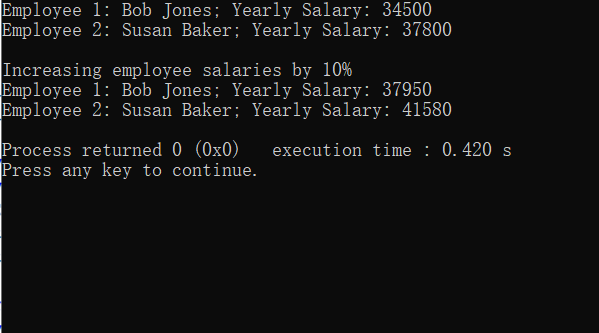 Employee 1: Bob Jones; Yearly Salary: 34500
Employee 2: Susan Baker; Yearly Salary: 37800
Increasing employee salaries by 10%
Employee 1: Bob Jones; Yearly Salary: 37950
Employee 2: Susan Baker; Yearly Salary: 41580
Process returned 0 (0x0)   execution time : 0.420 s
Press any key to continue.